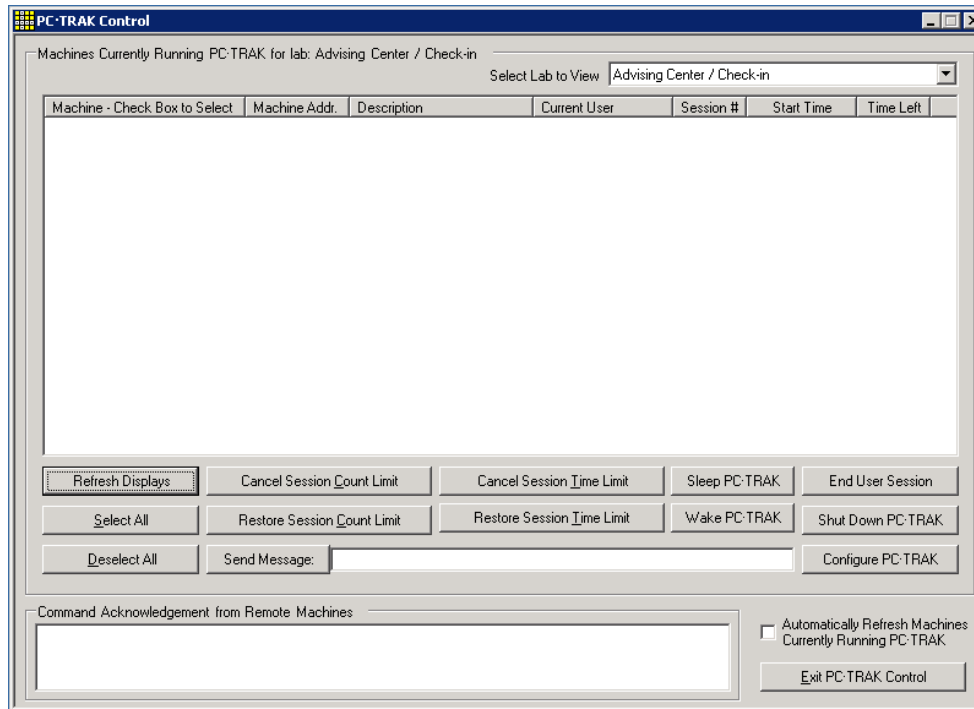 PC·TRAK Control
Machines Currently Running PC·TRAK for lab: Advising Center / Check-in
Select Lab to View Advising Center / Check-in
Machine - Check Box to Select Machine Addr. Description Current User Session # Start Time Time Left
Refresh Displays Cancel Session Count Limit Cancel Session Time Limit Sleep PC·TRAK End User Session
Select All Restore Session Count Limit Restore Session Time Limit Wake PC·TRAK Shut Down PC·TRAK
Deselect All Send Message: Configure PC·TRAK
Command Acknowledgement from Remote Machines
Automatically Refresh Machines
Currently Running PC·TRAK
Exit PC·TRAK Control